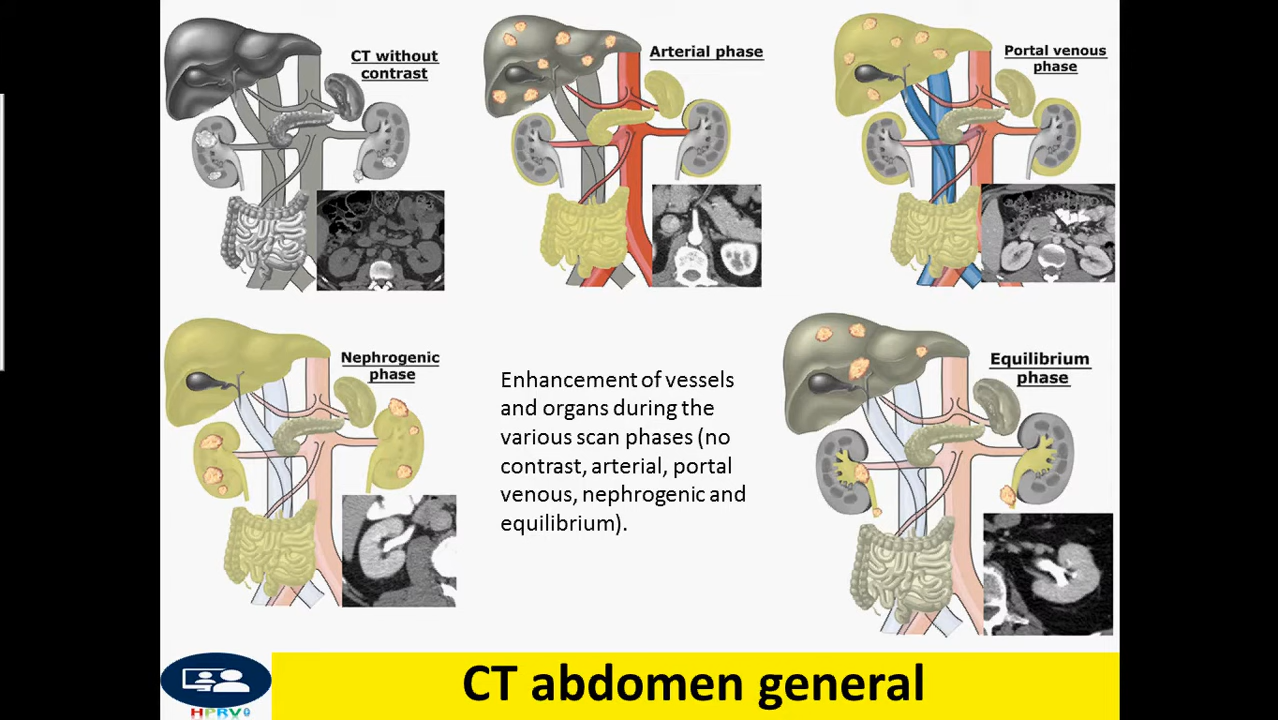 CT without
contrast
Arterial phase
Portal venous
phase
Nephrogenic
phase
Enhancement of vessels
and organs during the
various scan phases (no
contrast, arterial, portal
venous, nephrogenic and
equilibrium).
Equilibrium
phase
CT abdomen general
HPRV